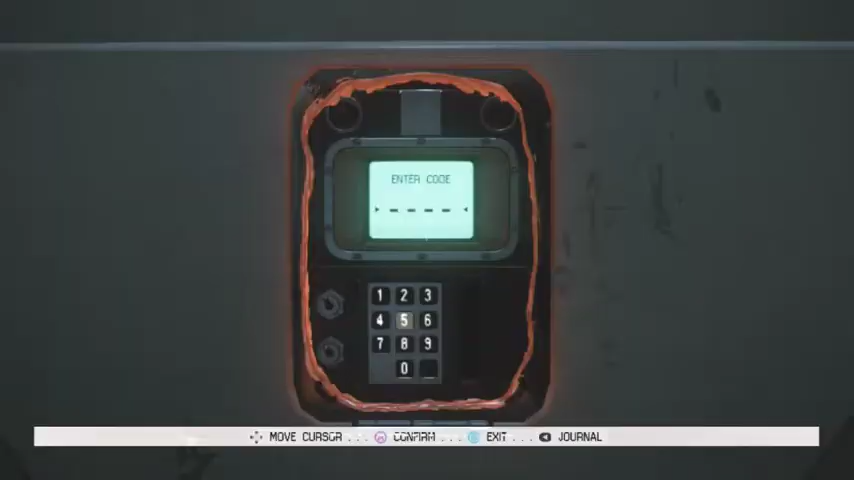 ENTER CODE
1 2 3
4 5 6
7 8 9
0
MOVE CURSOR . . . CONFIRM . . . EXIT . . . JOURNAL